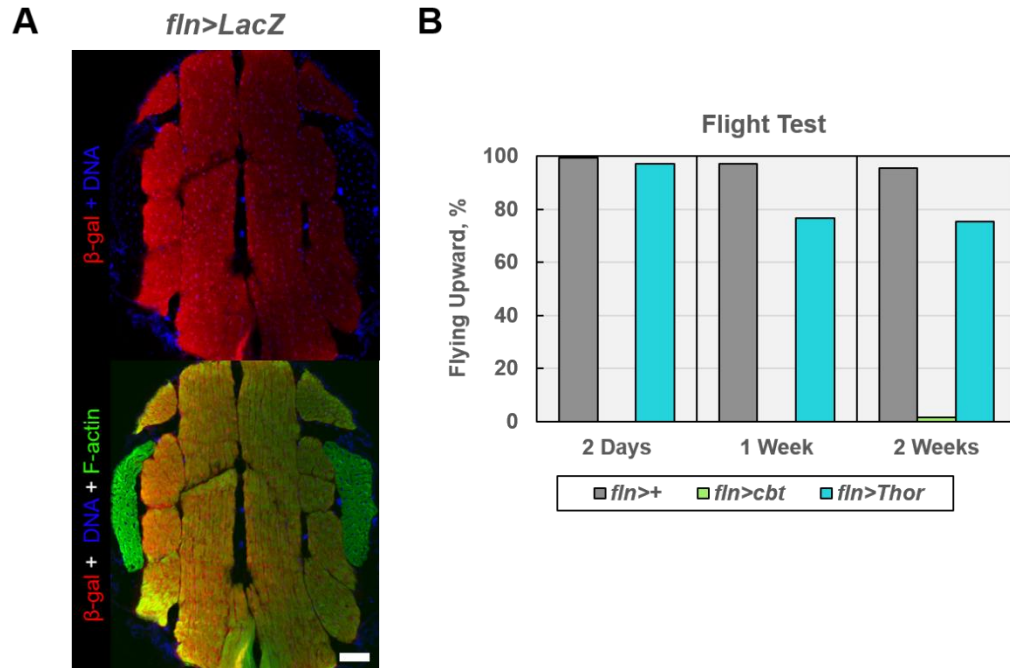 A
fln>LacZ
β-gal + DNA
β-gal + DNA + F-actin
B
Flight Test
Flying Upward, %
100
80
60
40
20
0
2 Days
1 Week
2 Weeks
fln>+
fln>cbt
fln>Thor